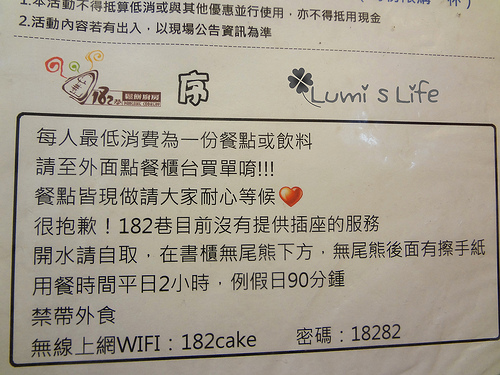 1.本活動不得抵算低消或與其他優惠並行使用，亦不得抵用現金
2.活動內容若有出入，以現場公告資訊為準
182巷 鬆餅廚房 序 Lumi s Life
每人最低消費為一份餐點或飲料
請至外面點餐櫃台買單唷!!!
餐點皆現做請大家耐心等候
很抱歉！182巷目前沒有提供插座的服務
開水請自取，在書櫃無尾熊下方，無尾熊後面有擦手紙
用餐時間平日2小時，例假日90分鍾
禁帶外食
無線上網WIFI：182cake 密碼：18282